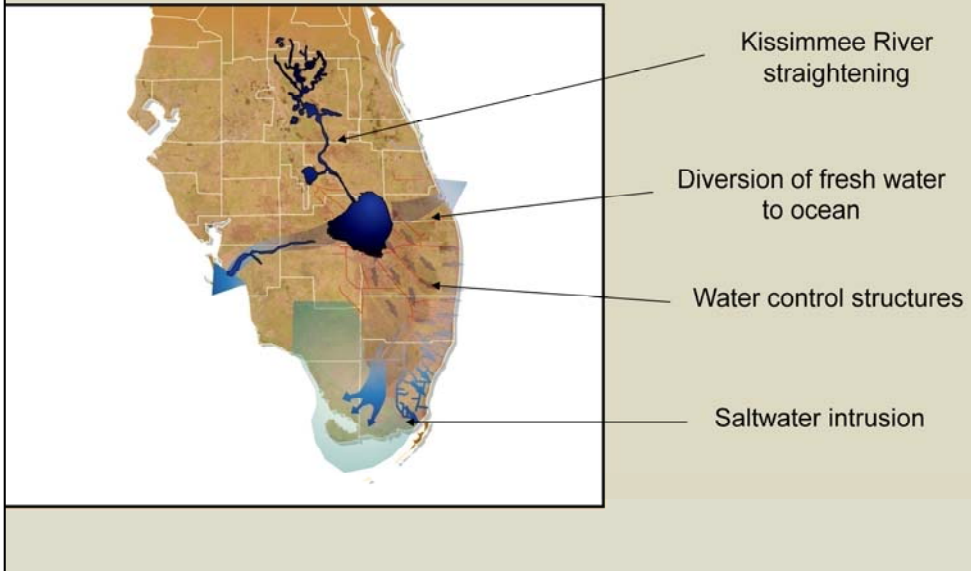 Kissimmee River
straightening
Diversion of fresh water
to ocean
Water control structures
Saltwater intrusion